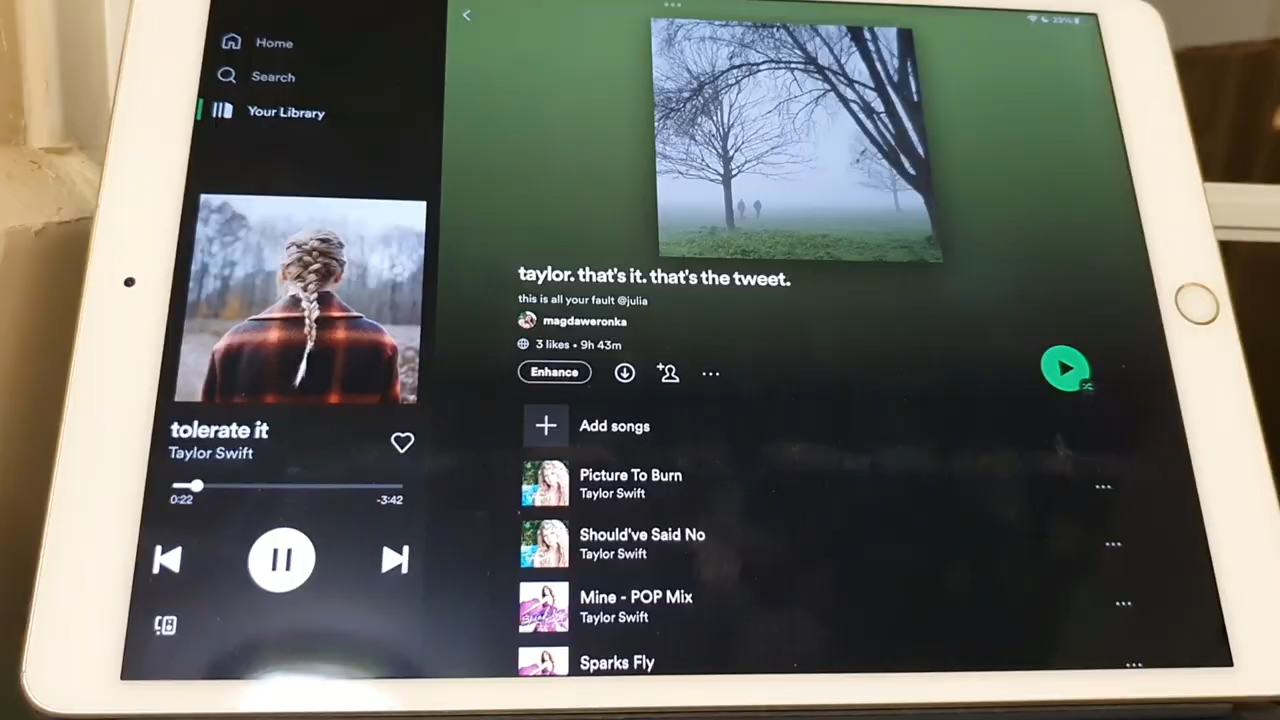 Home
Search
Your Library
tolerate it
Taylor Swift
0:22
-3:42
taylor. that's it. that's the tweet.
this is all your fault @julia
magdaweronka
3 likes • 9h 43m
Enhance
Add songs
Picture To Burn
Taylor Swift
Should've Said No
Taylor Swift
Mine - POP Mix
Taylor Swift
Sparks Fly